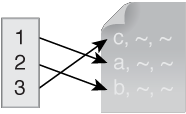 1
2
3
c, ~, ~
a, ~, ~
b, ~, ~